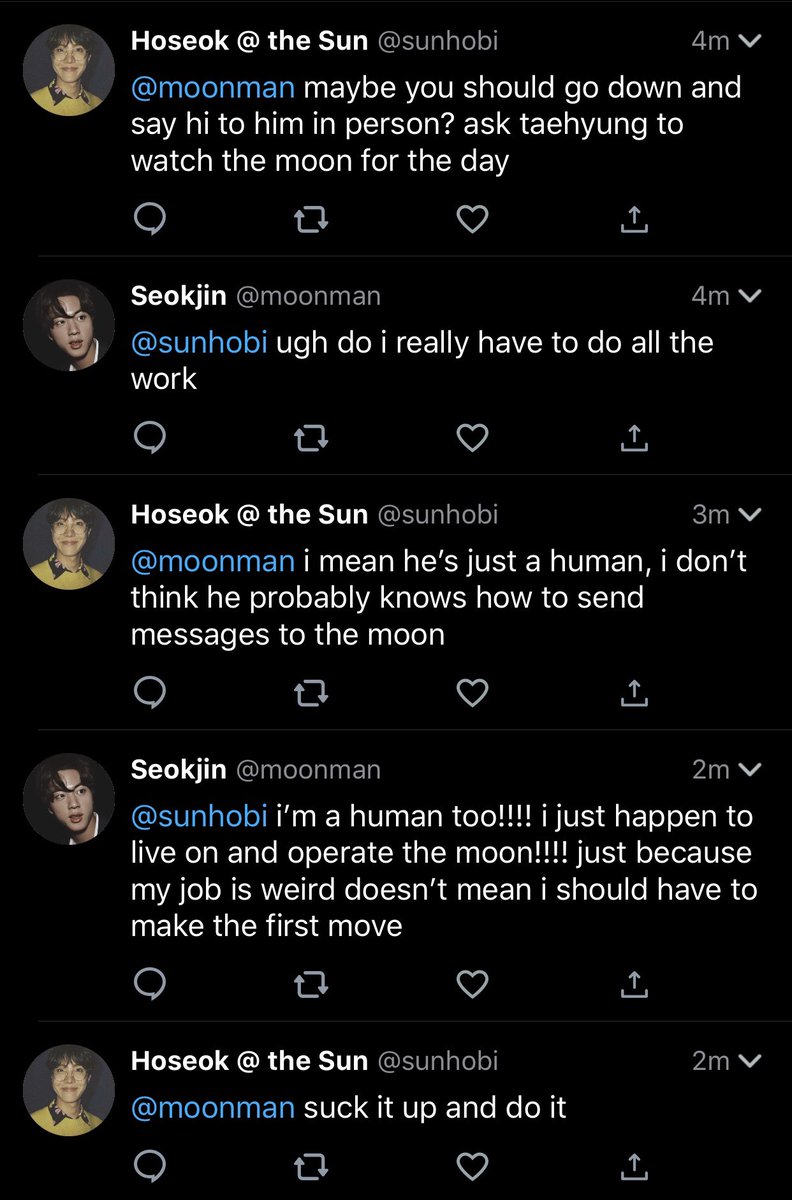 Hoseok @ the Sun @sunhobi 4m
@moonman maybe you should go down and
say hi to him in person? ask taehyung to
watch the moon for the day
Seokjin @moonman 4m
@sunhobi ugh do i really have to do all the
work
Hoseok @ the Sun @sunhobi 3m
@moonman i mean he’s just a human, i don’t
think he probably knows how to send
messages to the moon
Seokjin @moonman 2m
@sunhobi i’m a human too!!!! i just happen to
live on and operate the moon!!!! just because
my job is weird doesn’t mean i should have to
make the first move
Hoseok @ the Sun @sunhobi 2m
@moonman suck it up and do it